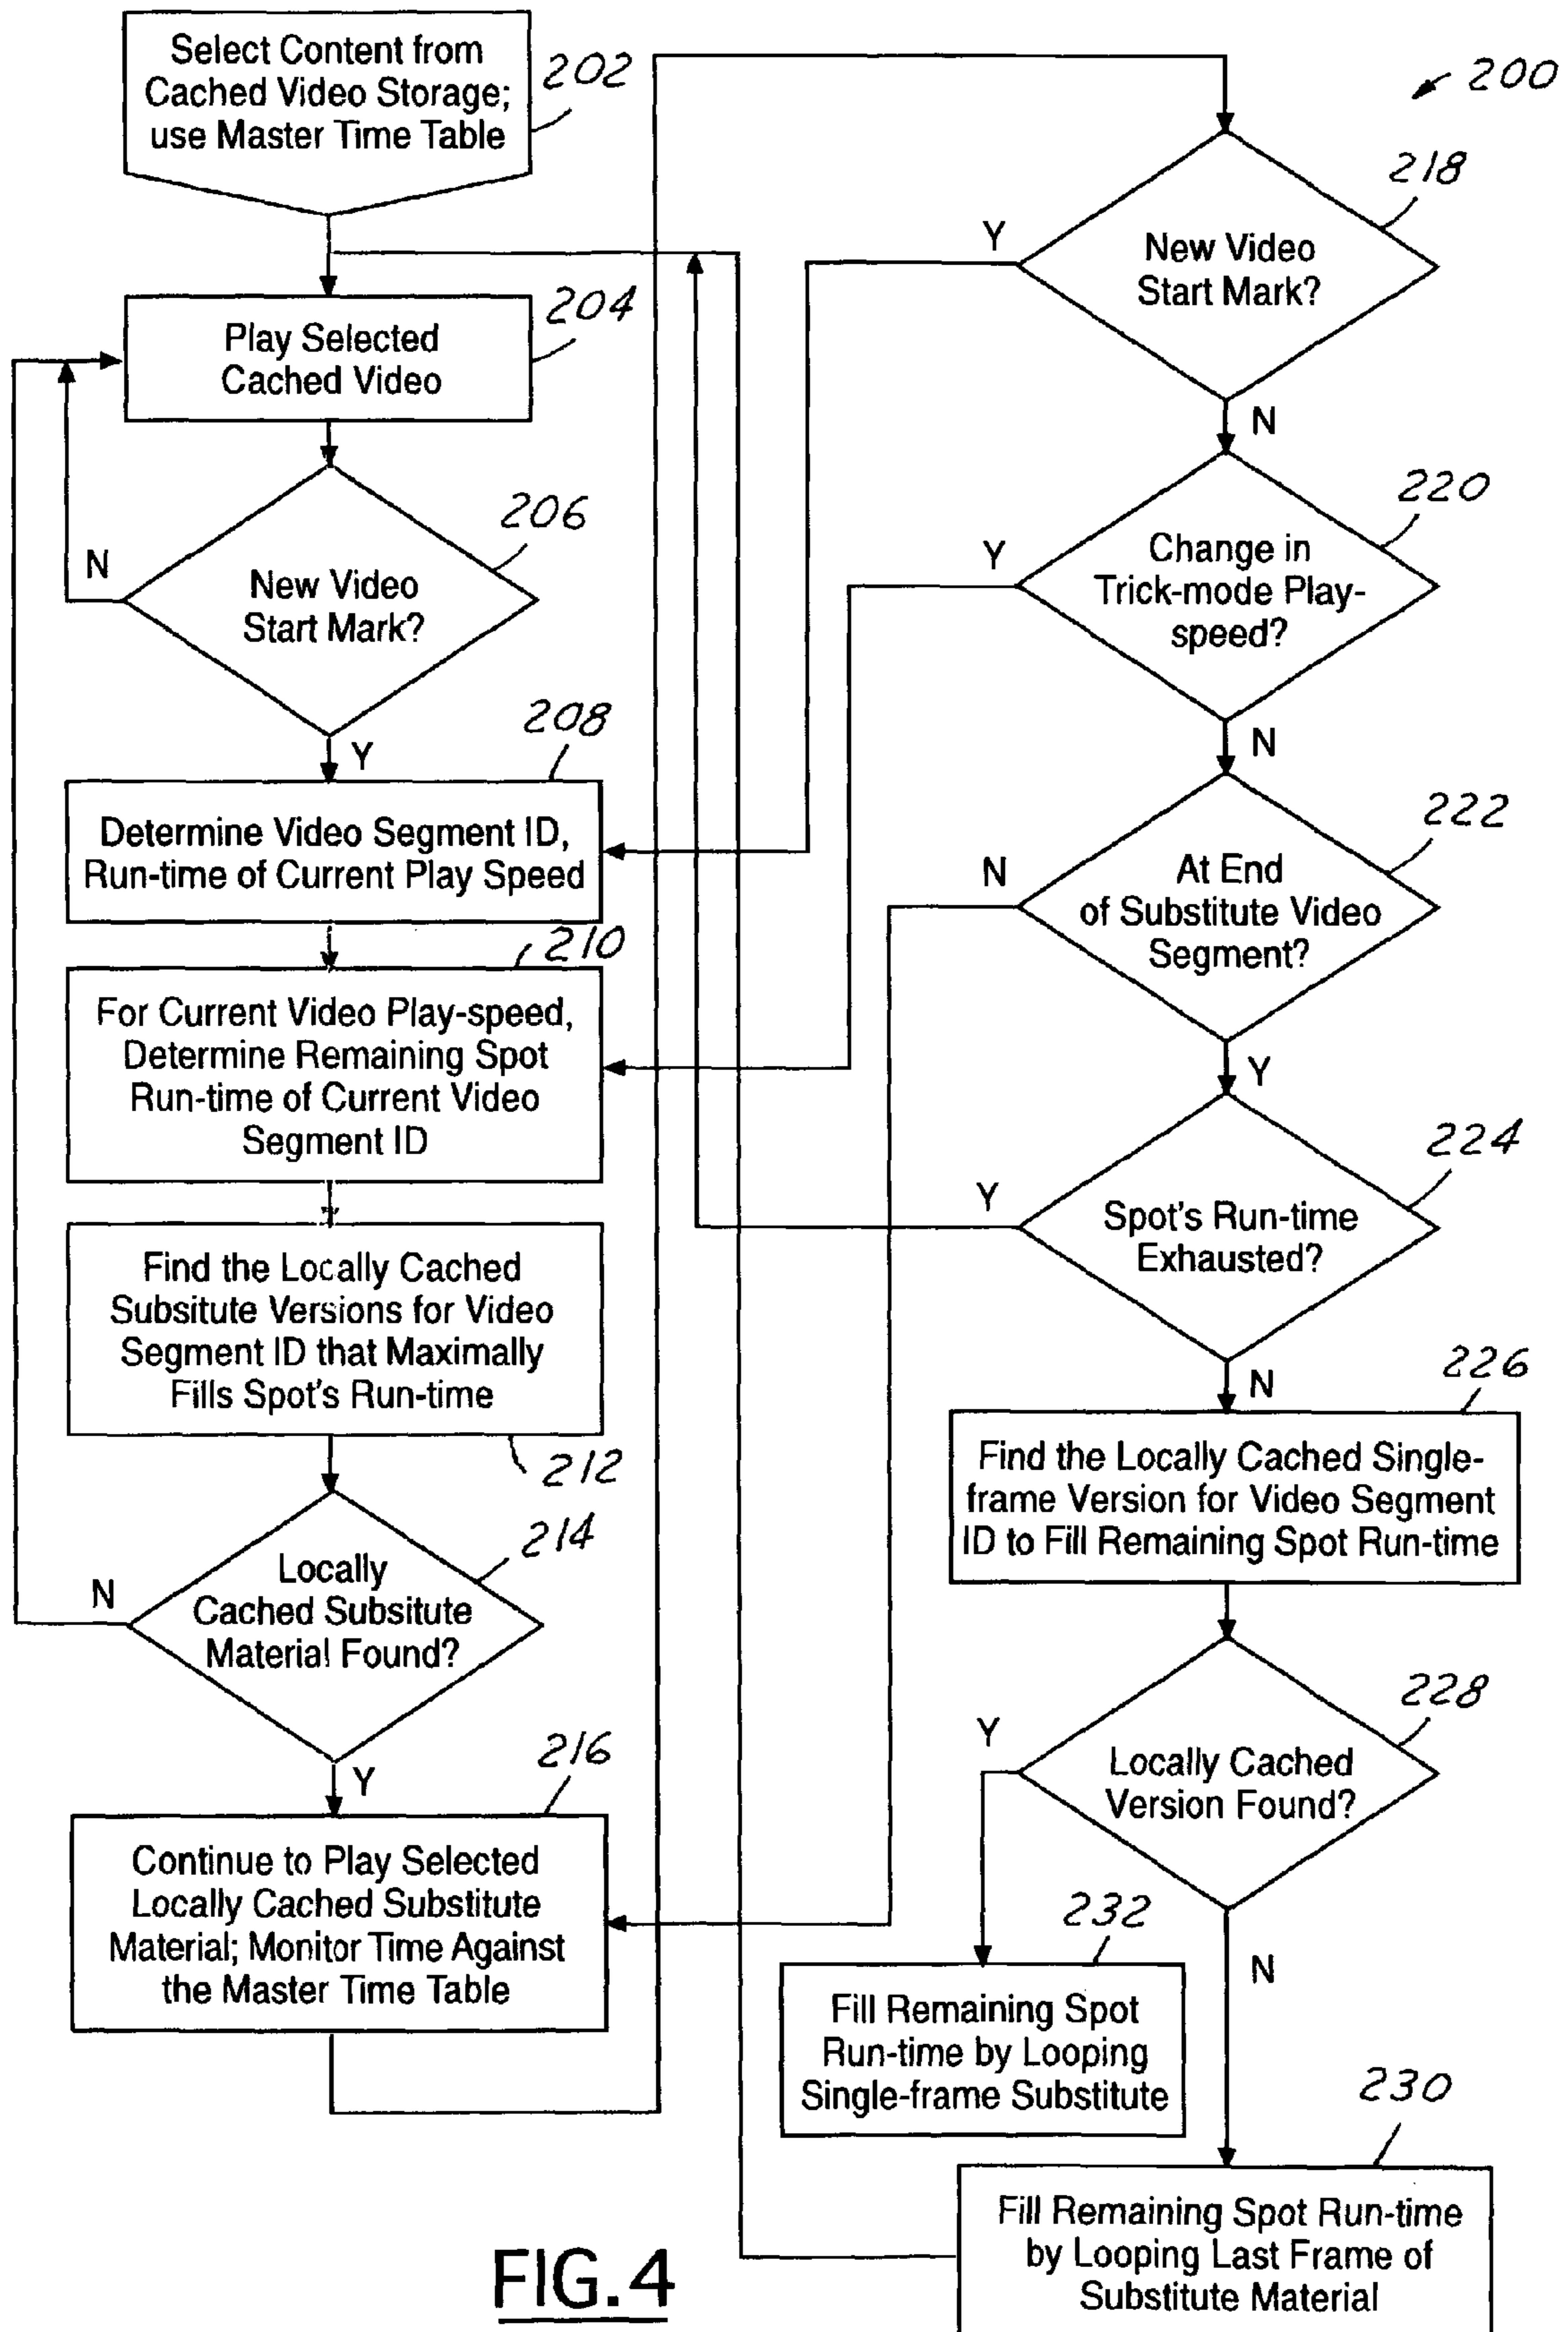 Select Content from
Cached Video Storage;
use Master Time Table
202
200
218
New Video
Start Mark?
Y
N
204
Play Selected
Cached Video
206
New Video
Start Mark?
N
Y
220
Change in
Trick-mode Play-
speed?
Y
N
208
Determine Video Segment ID,
Run-time of Current Play Speed
222
At End
of Substitute Video
Segment?
N
Y
210
For Current Video Play-speed,
Determine Remaining Spot
Run-time of Current Video
Segment ID
224
Spot's Run-time
Exhausted?
Y
N
Find the Locally Cached
Subsitute Versions for Video
Segment ID that Maximally
Fills Spot's Run-time
212
226
Find the Locally Cached Single-
frame Version for Video Segment
ID to Fill Remaining Spot Run-time
214
Locally
Cached Subsitute
Material Found?
N
Y
228
Locally Cached
Version Found?
Y
N
216
Continue to Play Selected
Locally Cached Substitute
Material; Monitor Time Against
the Master Time Table
232
Fill Remaining Spot
Run-time by Looping
Single-frame Substitute
230
Fill Remaining Spot Run-time
by Looping Last Frame of
Substitute Material
FIG.4